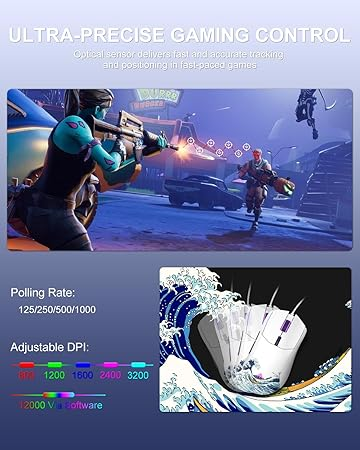 ULTRA-PRECISE GAMING CONTROL
Optical sensor delivers fast and accurate tracking
and positioning in fast-paced games
Polling Rate:
125/250/500/1000
Adjustable DPI:
800 1200 1600 2400 3200
12000 Via Software